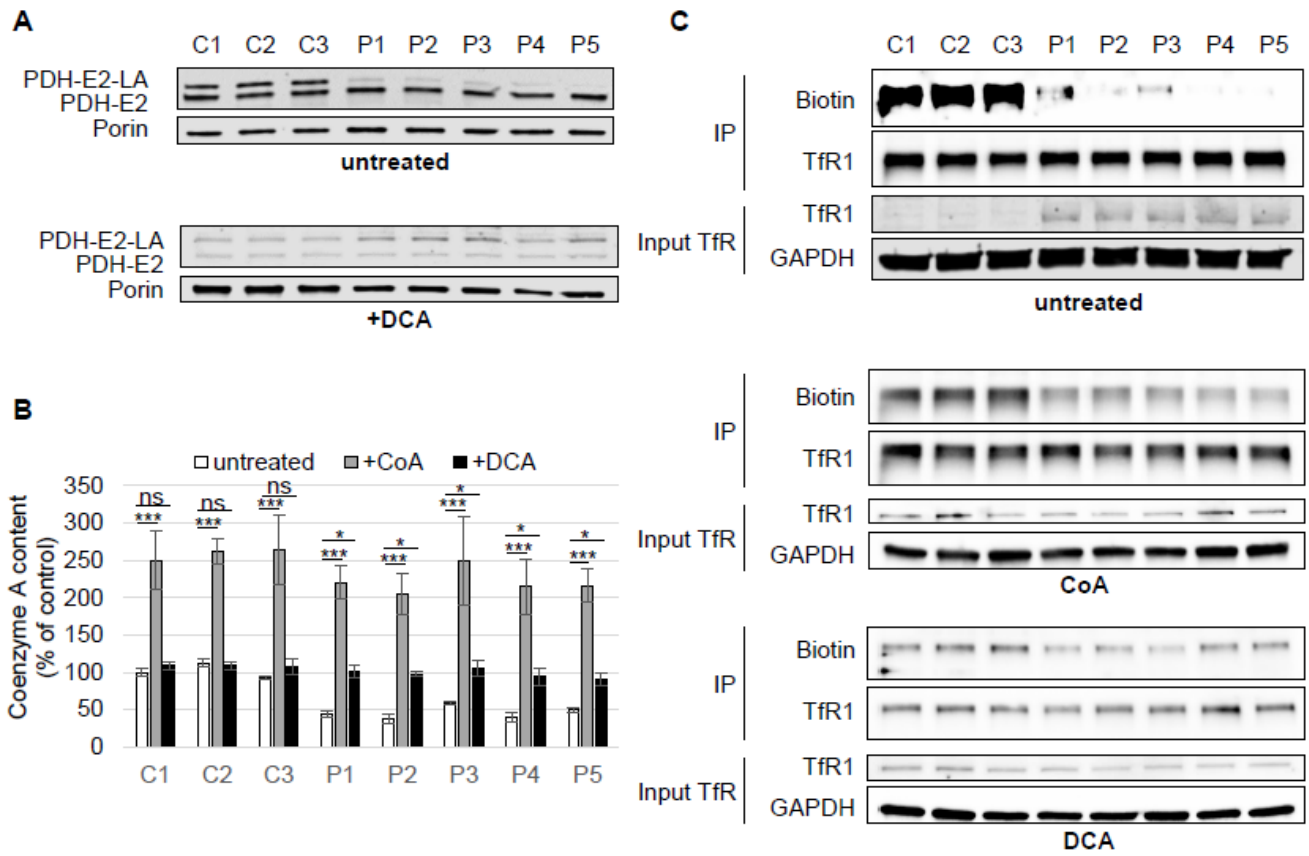 A
C1 C2 C3 P1 P2 P3 P4 P5
PDH-E2-LA
PDH-E2
Porin
untreated
PDH-E2-LA
PDH-E2
Porin
+DCA
B
untreated +CoA +DCA
Coenzyme A content
(% of control)
350
300
250
200
150
100
50
0
ns
***
ns
***
ns
***
*
***
*
***
*
***
*
***
*
***
C1 C2 C3 P1 P2 P3 P4 P5
C
C1 C2 C3 P1 P2 P3 P4 P5
IP
Biotin
TfR1
Input TfR
TfR1
GAPDH
untreated
IP
Biotin
TfR1
Input TfR
TfR1
GAPDH
CoA
IP
Biotin
TfR1
Input TfR
TfR1
GAPDH
DCA